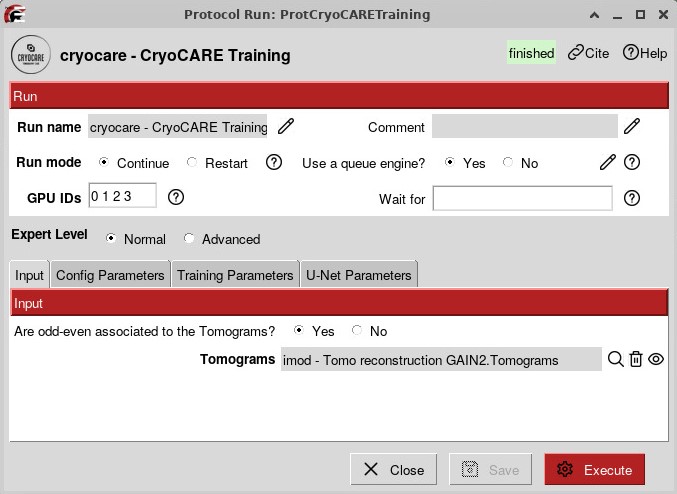 Protocol Run: ProtCryoCARETraining
CRYOCARE
cryocare - CryoCARE Training
finished Cite Help
Run
Run name cryocare - CryoCARE Training Comment
Run mode Continue Restart Use a queue engine? Yes No
GPU IDs 0 1 2 3 Wait for
Expert Level Normal Advanced
Input Config Parameters Training Parameters U-Net Parameters
Input
Are odd-even associated to the Tomograms? Yes No
Tomograms imod - Tomo reconstruction GAIN2.Tomograms
Close Save Execute